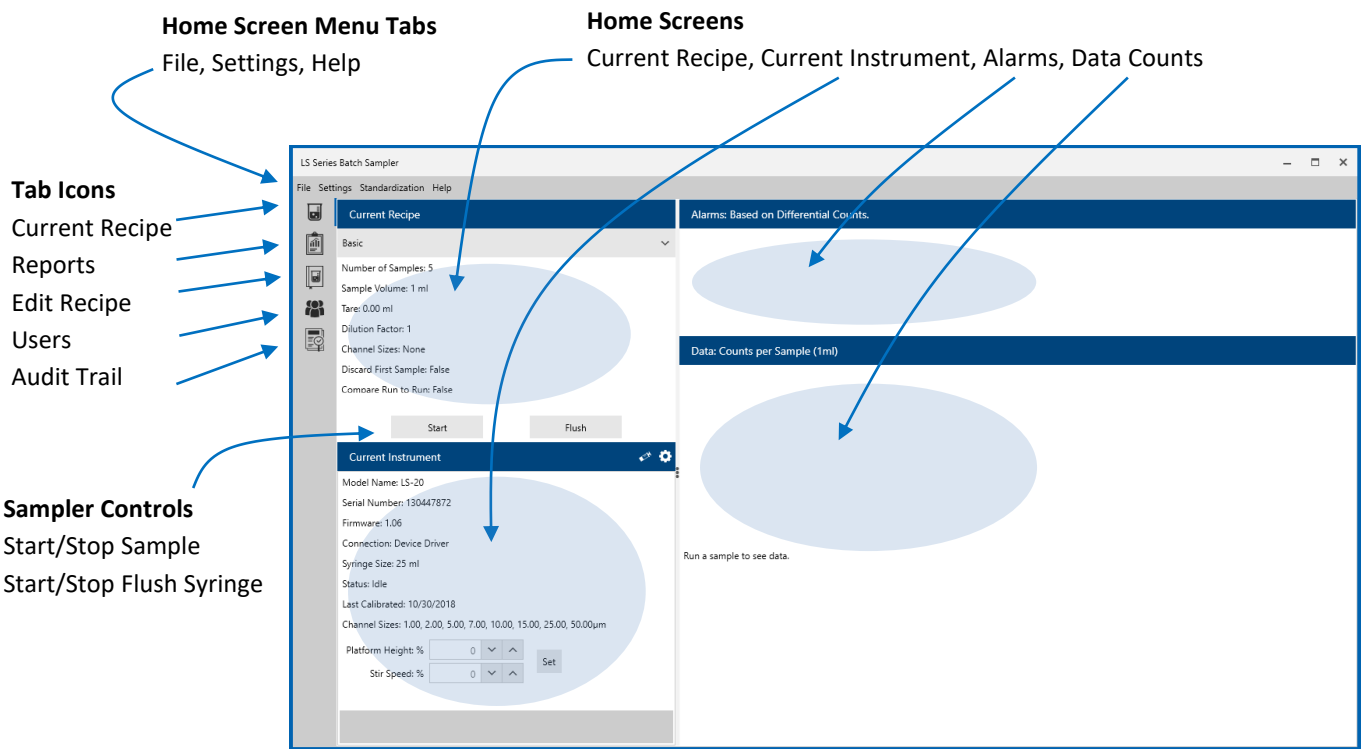 Home Screen Menu Tabs
File, Settings, Help
Home Screens
Current Recipe, Current Instrument, Alarms, Data Counts
Tab Icons
Current Recipe
Reports
Edit Recipe
Users
Audit Trail
Sampler Controls
Start/Stop Sample
Start/Stop Flush Syringe
LS Series Batch Sampler
File Settings Standardization Help
Current Recipe
Basic
Number of Samples: 5
Sample Volume: 1 ml
Tare: 0.00 ml
Dilution Factor: 1
Channel Sizes: None
Discard First Sample: False
Compare Run to Run: False
Start Flush
Current Instrument
Model Name: LS-20
Serial Number: 130447872
Firmware: 1.06
Connection: Device Driver
Syringe Size: 25 ml
Status: Idle
Last Calibrated: 10/30/2018
Channel Sizes: 1.00, 2.00, 5.00, 7.00, 10.00, 15.00, 25.00, 50.00µm
Platform Height: % 0
Set
Stir Speed: % 0
Alarms: Based on Differential Counts.
Data: Counts per Sample (1ml)
Run a sample to see data.